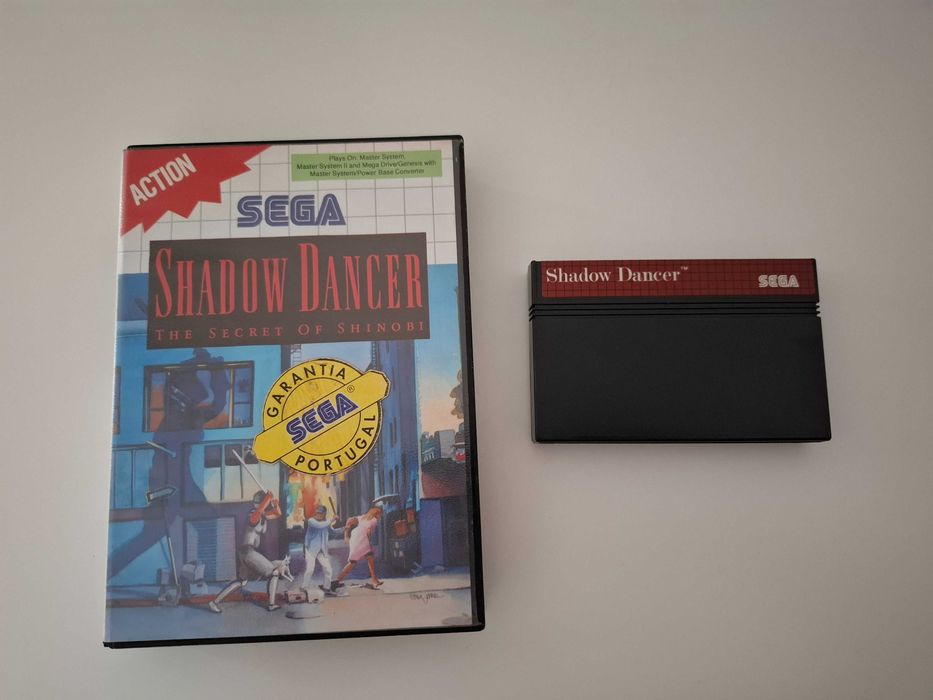 ACTION
Plays On: Master System,
Master System II and Mega Drive/Genesis with
Master System/Power Base Converter
SEGA
SHADOW DANCER
THE SECRET OF SHINOBI
GARANTIA
SEGA®
PORTUGAL
Shadow Dancer™
SEGA